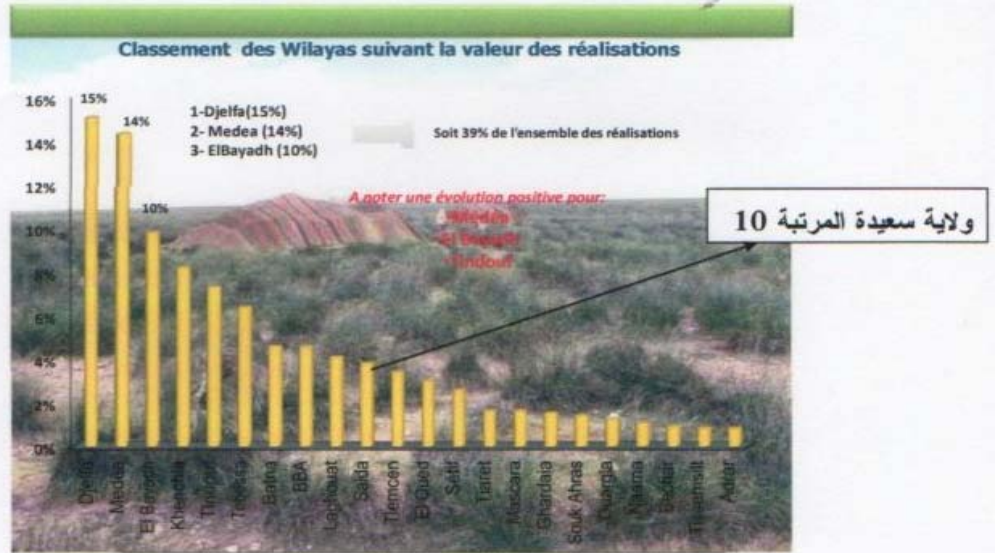 Classement des Wilayas suivant la valeur des réalisations
16%
14%
12%
10%
8%
6%
4%
2%
0%
15%
14%
10%
1-Djelfa(15%)
2- Medea (14%)
3- ElBayadh (10%)
Soit 39% de l'ensemble des réalisations
A noter une évolution positive pour:
-Médéa
-El Bayadh
-Tindouf
ولاية سعيدة المرتبة 10
Djelfa
Medea
El Bayadh
Khenchla
Tindouf
Tebessa
Batna
BBA
Laghouat
Saida
Tlemcen
El Oued
Sétif
Tiaret
Mascara
Ghardaia
Souk Ahras
Ouargla
Naama
Bechar
Tissemsilt
Adrar